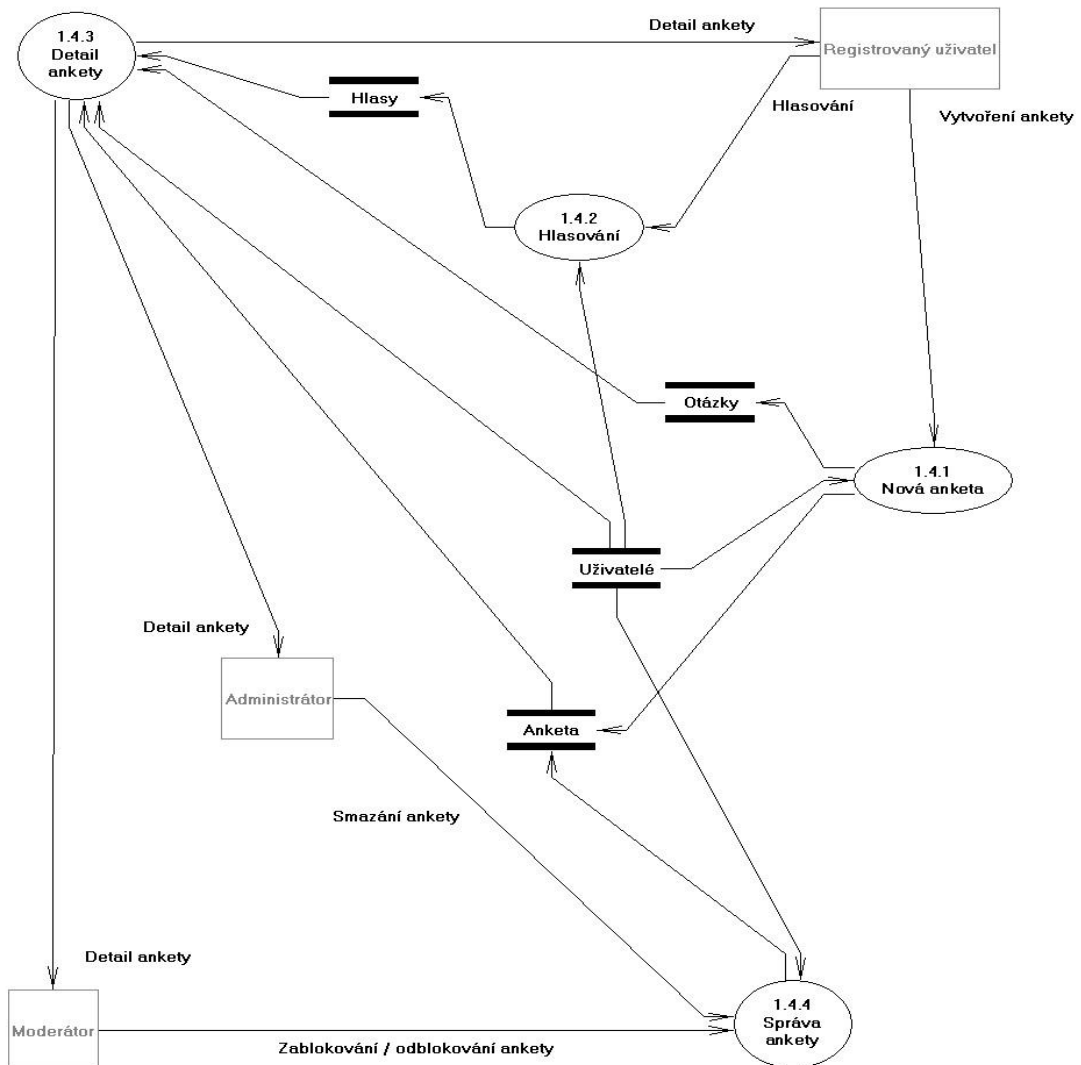 1.4.3
Detail
ankety
Detail ankety
Registrovaný uživatel
Hlasy
Hlasování
Vytvoření ankety
1.4.2
Hlasování
Otázky
1.4.1
Nová anketa
Uživatelé
Detail ankety
Administrátor
Anketa
Smazání ankety
Detail ankety
1.4.4
Správa
ankety
Moderátor
Zablokování / odblokování ankety